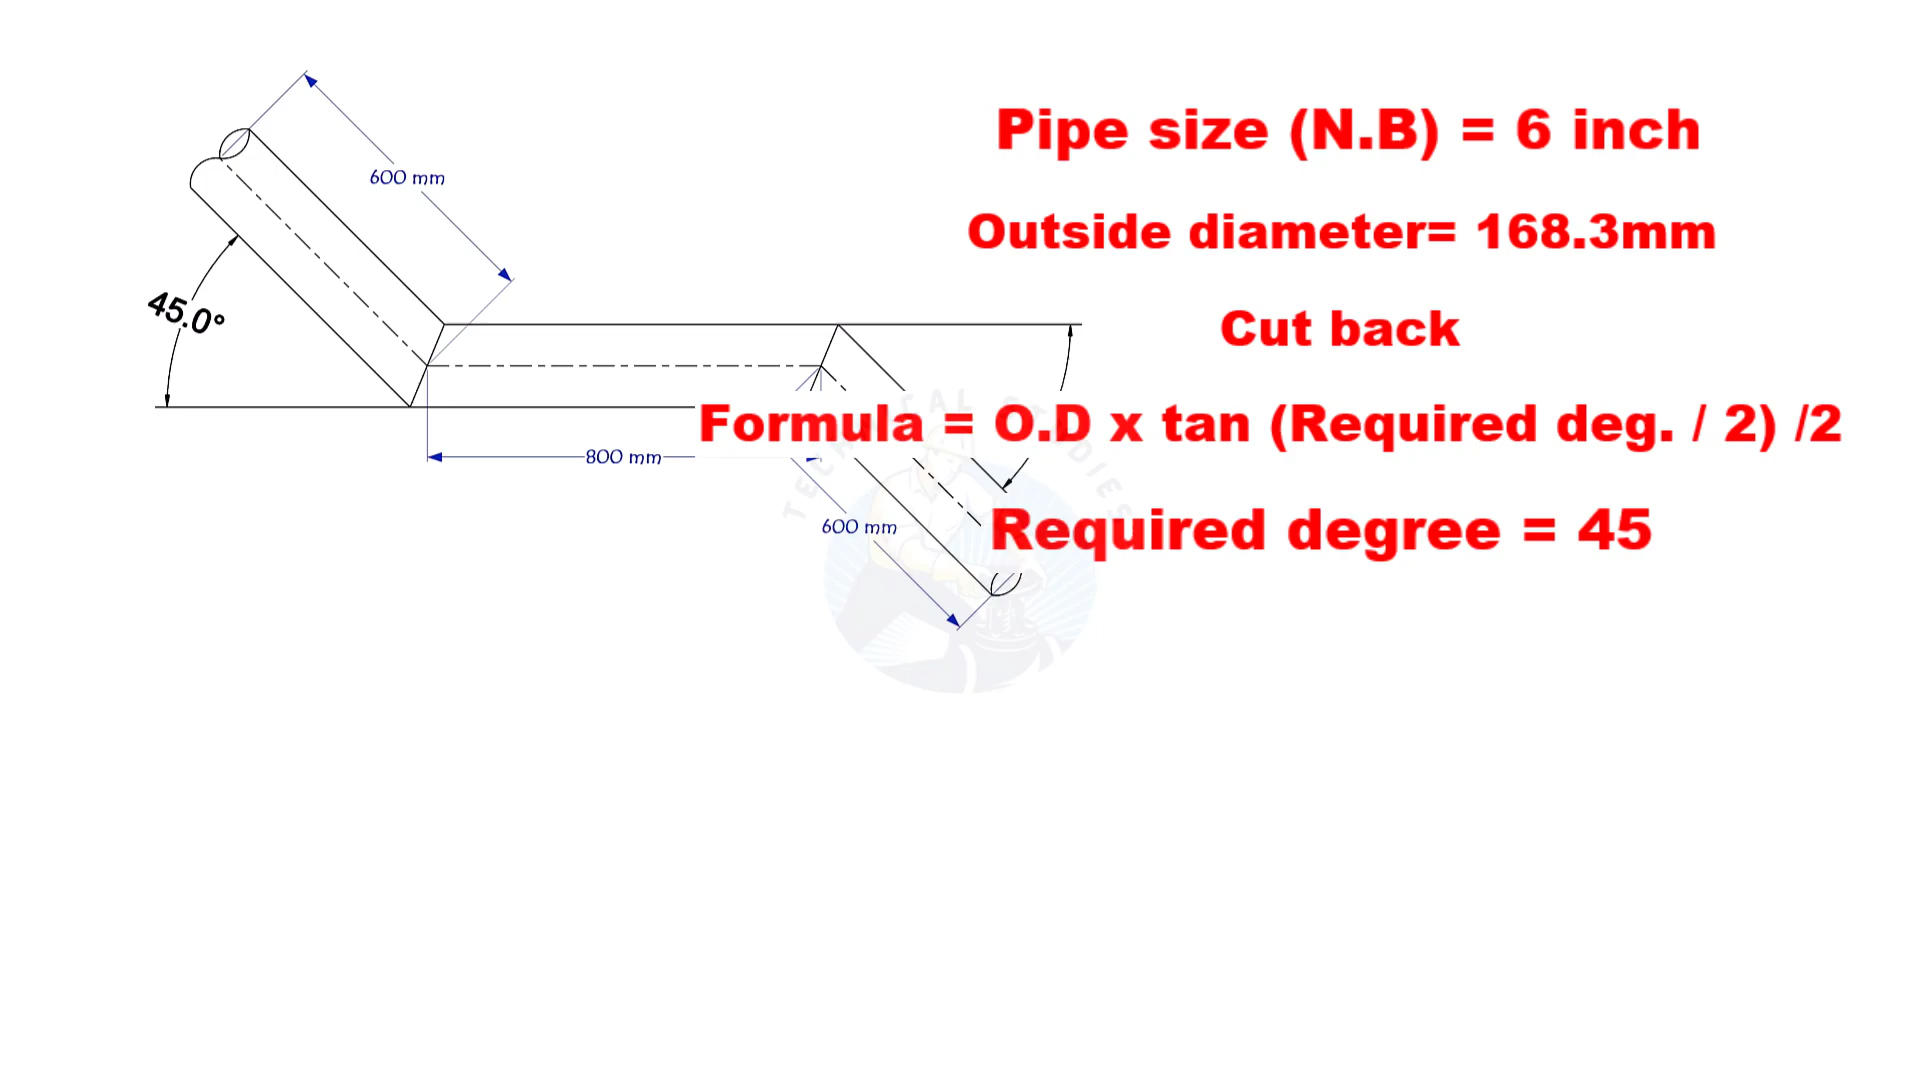 600 mm
45.0°
800 mm
600 mm
Pipe size (N.B) = 6 inch
Outside diameter= 168.3mm
Cut back
Formula = O.D x tan (Required deg. / 2) /2
Required degree = 45